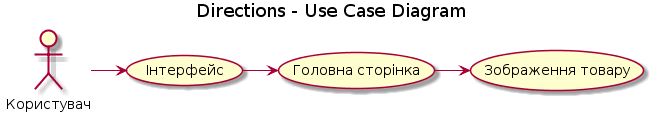 Directions - Use Case Diagram
Інтерфейс
Головна сторінка
Зображення товару
Користувач